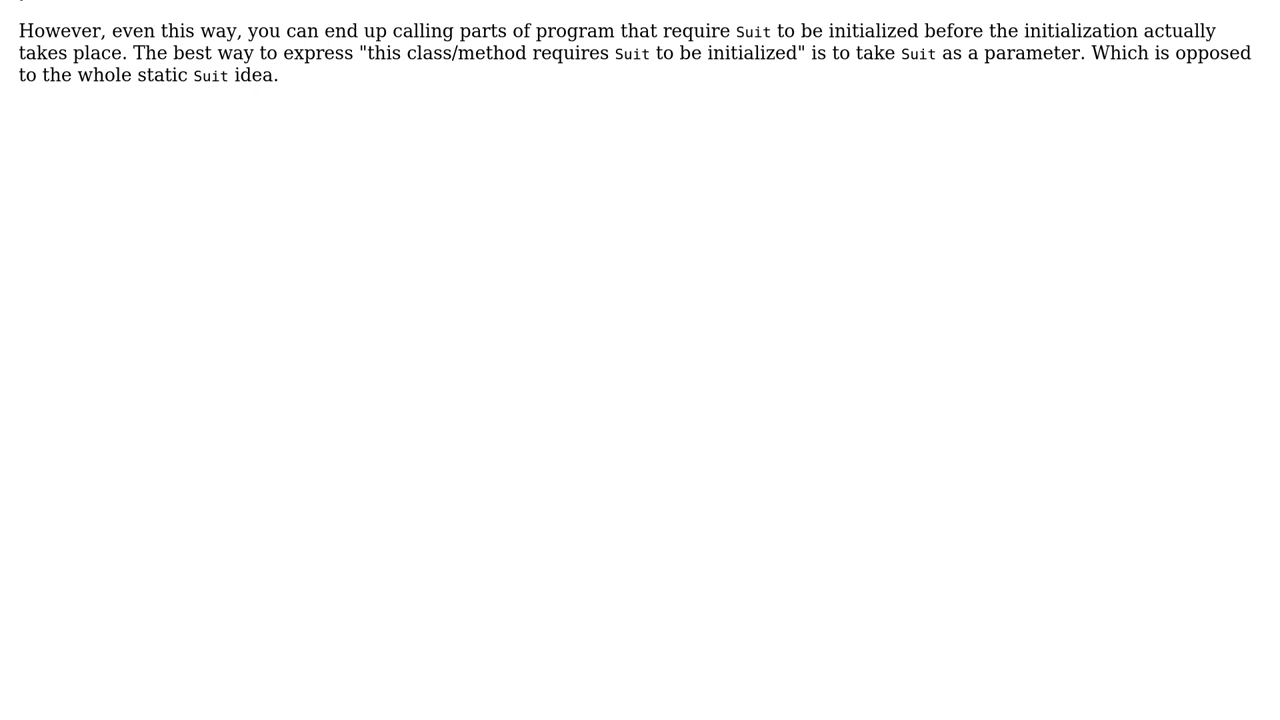 However, even this way, you can end up calling parts of program that require Suit to be initialized before the initialization actually
takes place. The best way to express "this class/method requires Suit to be initialized" is to take Suit as a parameter. Which is opposed
to the whole static Suit idea.